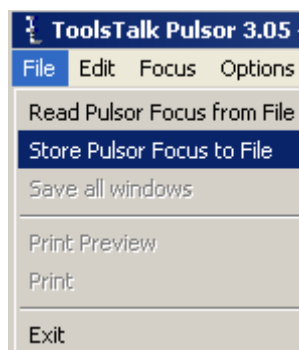 ToolsTalk Pulsor 3.05 -
File Edit Focus Options
Read Pulsor Focus from File
Store Pulsor Focus to File
Save all windows
Print Preview
Print
Exit